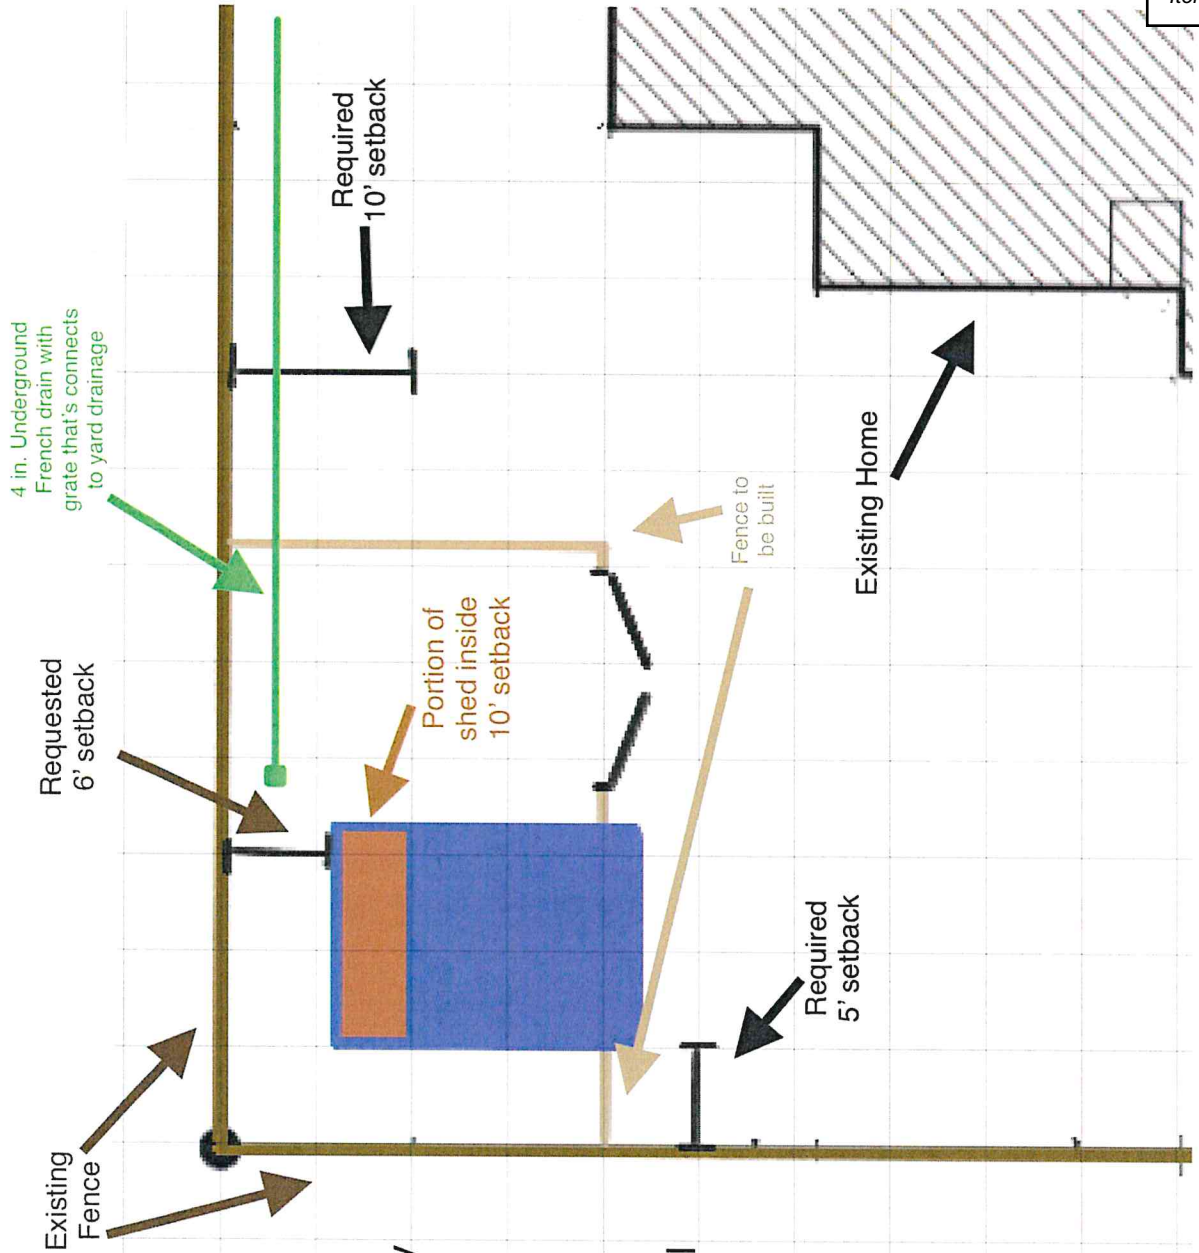 4 in. Underground
French drain with
grate that's connects
to yard drainage
Required
10' setback
Requested
6' setback
Portion of
shed inside
10' setback
Fence to
be built
Existing Home
Required
5' setback
Existing
Fence